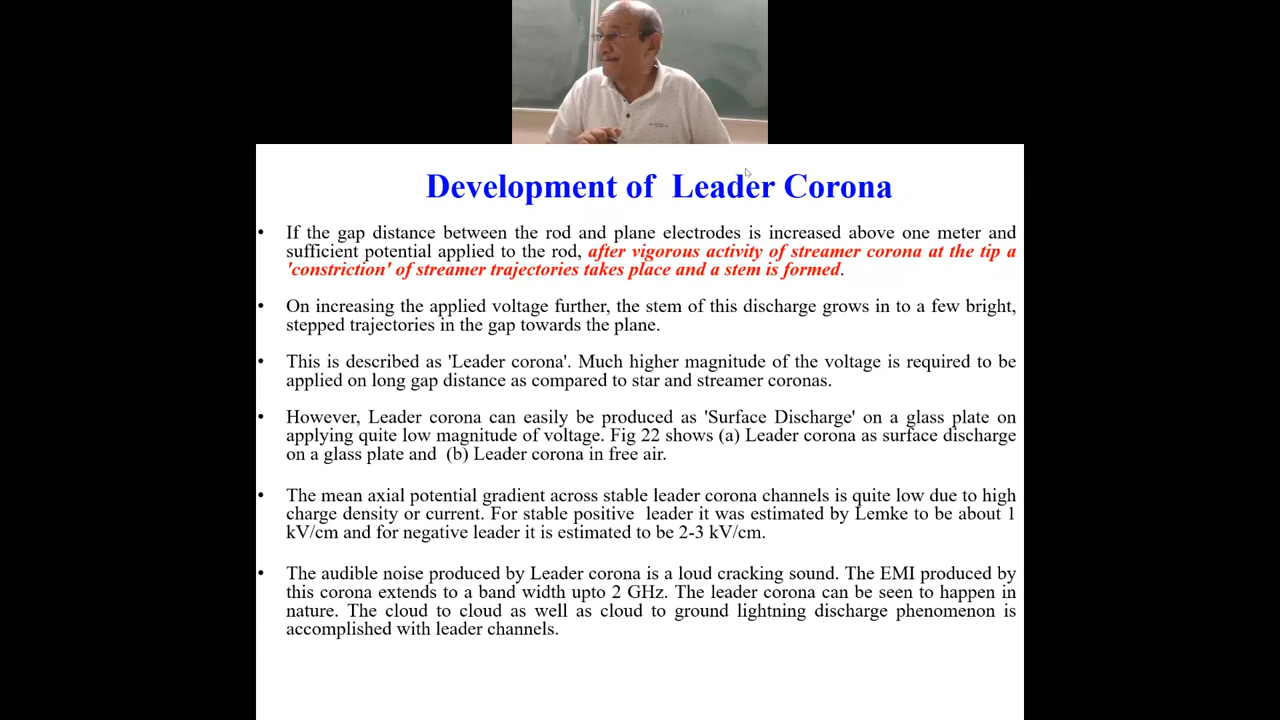 Development of Leader Corona
• If the gap distance between the rod and plane electrodes is increased above one meter and
sufficient potential applied to the rod, after vigorous activity of streamer corona at the tip a
'constriction' of streamer trajectories takes place and a stem is formed.
• On increasing the applied voltage further, the stem of this discharge grows in to a few bright,
stepped trajectories in the gap towards the plane.
• This is described as 'Leader corona'. Much higher magnitude of the voltage is required to be
applied on long gap distance as compared to star and streamer coronas.
• However, Leader corona can easily be produced as 'Surface Discharge' on a glass plate on
applying quite low magnitude of voltage. Fig 22 shows (a) Leader corona as surface discharge
on a glass plate and (b) Leader corona in free air.
• The mean axial potential gradient across stable leader corona channels is quite low due to high
charge density or current. For stable positive leader it was estimated by Lemke to be about 1
kV/cm and for negative leader it is estimated to be 2-3 kV/cm.
• The audible noise produced by Leader corona is a loud cracking sound. The EMI produced by
this corona extends to a band width upto 2 GHz. The leader corona can be seen to happen in
nature. The cloud to cloud as well as cloud to ground lightning discharge phenomenon is
accomplished with leader channels.